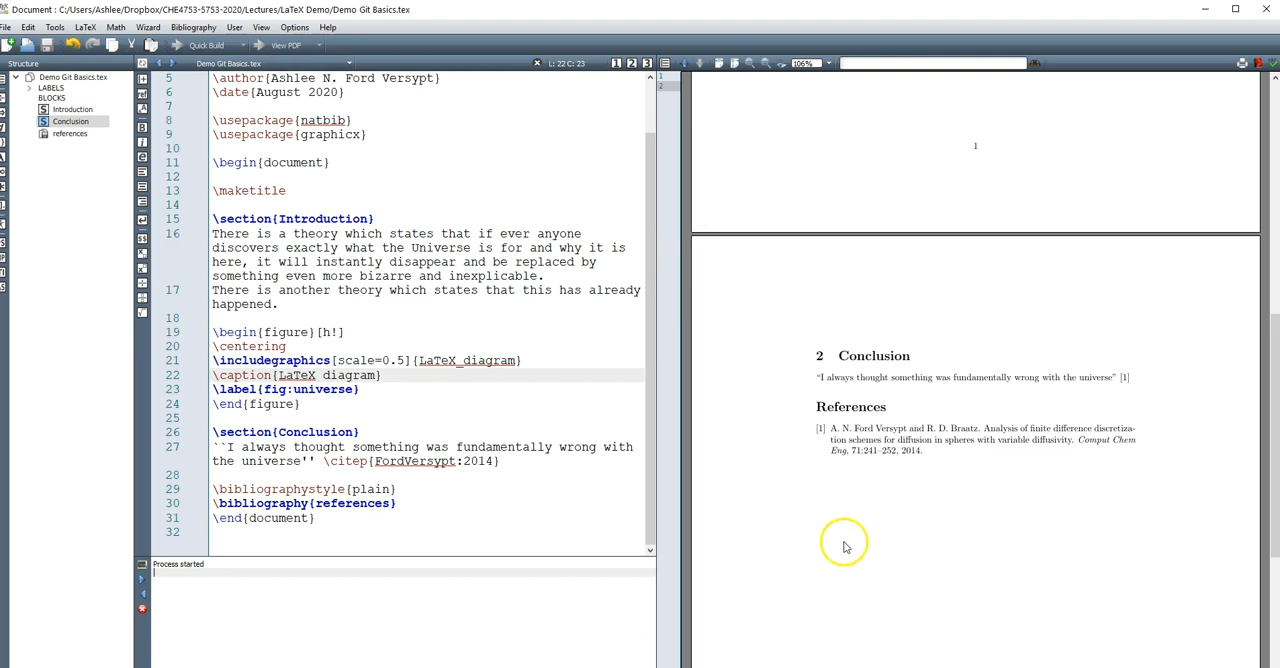 Document : C:/Users/Ashlee/Dropbox/CHE4753-5753-2020/Lectures/LaTeX Demo/Demo Git Basics.tex
File Edit Tools LaTeX Math Wizard Bibliography User View Options Help
Quick Build View PDF
Structure Demo Git Basics.tex L: 22 C: 23 1 2 3 106%
Demo Git Basics.tex
LABELS
BLOCKS
Introduction
Conclusion
references
5 \author{Ashlee N. Ford Versypt}
6 \date{August 2020}
7
8 \usepackage{natbib}
9 \usepackage{graphicx}
10
11 \begin{document}
12
13 \maketitle
14
15 \section{Introduction}
16 There is a theory which states that if ever anyone
discovers exactly what the Universe is for and why it is
here, it will instantly disappear and be replaced by
something even more bizarre and inexplicable.
17 There is another theory which states that this has already
happened.
18
19 \begin{figure}[h!]
20 \centering
21 \includegraphics[scale=0.5]{LaTeX_diagram}
22 \caption{LaTeX diagram}
23 \label{fig:universe}
24 \end{figure}
25
26 \section{Conclusion}
27 ``I always thought something was fundamentally wrong with
the universe'' \citep{FordVersypt:2014}
28
29 \bibliographystyle{plain}
30 \bibliography{references}
31 \end{document}
32
Process started
1
2
1
2 Conclusion
“I always thought something was fundamentally wrong with the universe” [1]
References
[1] A. N. Ford Versypt and R. D. Braatz. Analysis of finite difference discretiza-
tion schemes for diffusion in spheres with variable diffusivity. Comput Chem
Eng, 71:241–252, 2014.